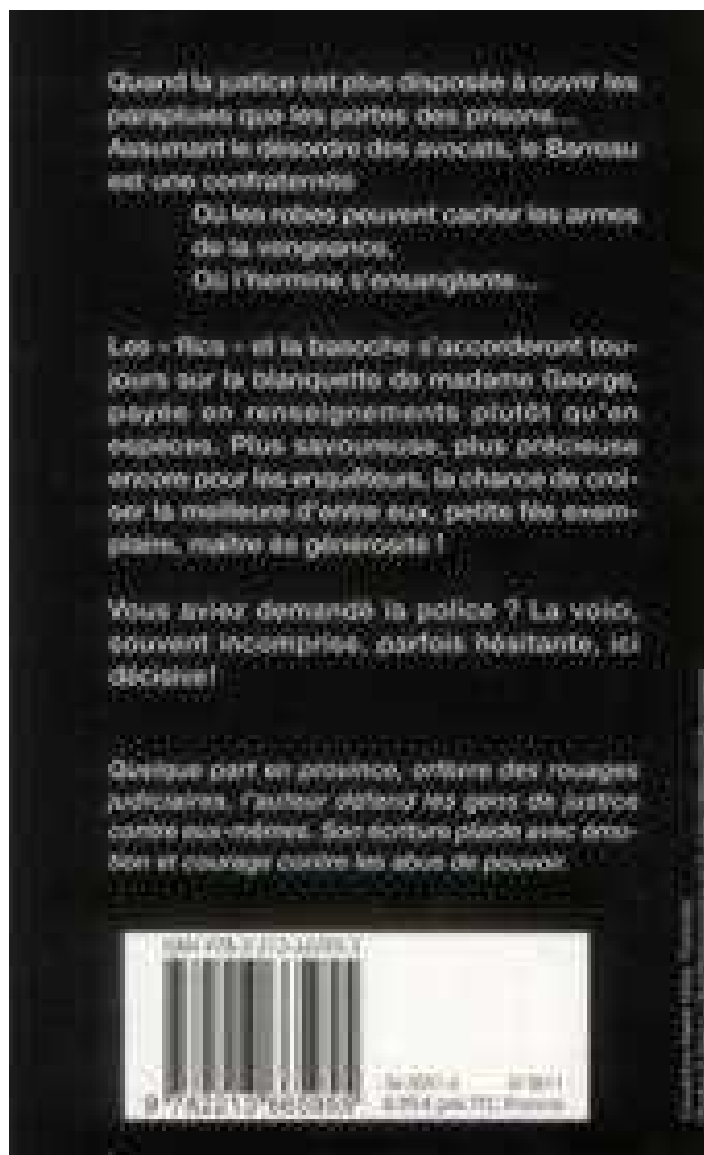 Quand la justice est plus disposée à ouvrir les
parapluies que les portes des prisons...
Assumant le désordre des avocats, le Barreau
est une confraternité
Où les robes peuvent cacher les armes
de la vengeance,
Où l'hermine s'ensanglante...
Les « flics » et la basoche s'accorderont tou-
jours sur la blanquette de madame George,
payée en renseignements plutôt qu'en
espèces. Plus savoureuse, plus précieuse
encore pour les enquêteurs, la chance de croi-
ser la meilleure d'entre eux, petite fée exem-
plaire, maître ès générosité !
Vous aviez demandé la police ? La voici,
souvent incomprise, parfois hésitante, ici
décisive!
Quelque part en province, orfèvre des rouages
judiciaires, l'auteur défend les gens de justice
contre eux-mêmes. Son écriture plaide avec émo-
tion et courage contre les abus de pouvoir.
ISBN
prix TTC France